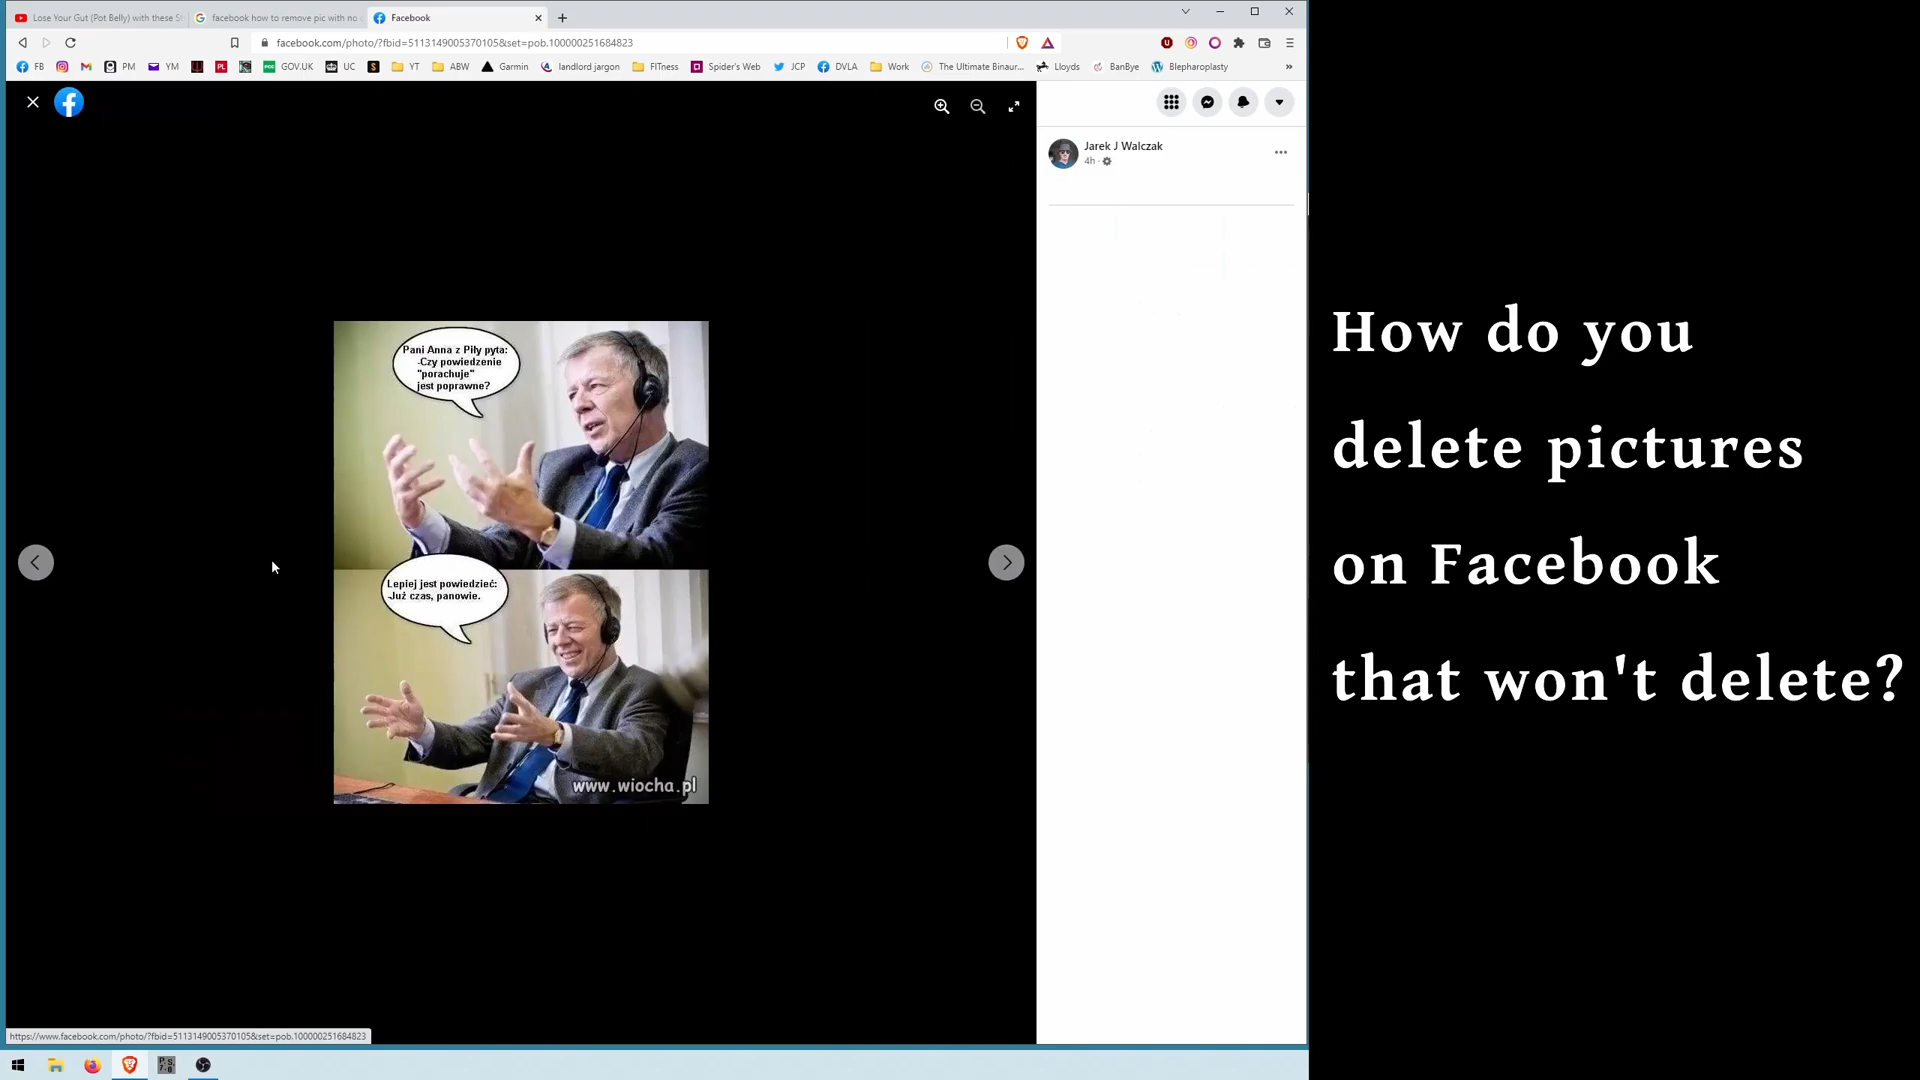 Lose Your Gut (Pot Belly) with these S
facebook how to remove pic with no o
Facebook
facebook.com/photo/?fbid=5113149005370105&set=pob.100000251684823
FB
PM
YM
PL
GOV.UK
UC
YT
ABW
Garmin
landlord jargon
FITness
Spider's Web
JCP
DVLA
Work
The Ultimate Binaur...
Lloyds
BanBye
Blepharoplasty
Jarek J Walczak
4h
Pani Anna z Piły pyta:
-Czy powiedzenie
"porachuje"
jest poprawne?
Lepiej jest powiedzieć:
-Już czas, panowie.
www.wiocha.pl
How do you
delete pictures
on Facebook
that won't delete?
https://www.facebook.com/photo/?fbid=5113149005370105&set=pob.100000251684823